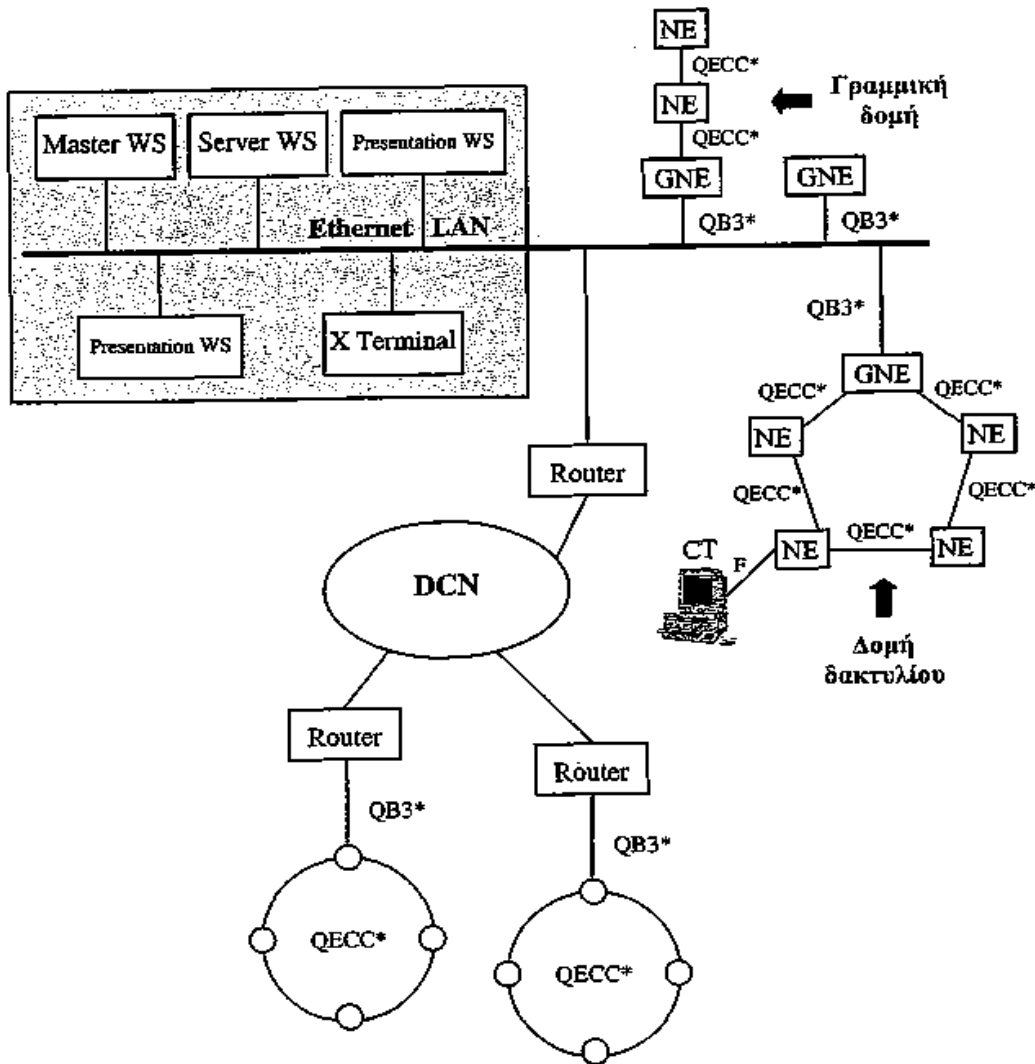 NE
QECC*
NE
Γραμμική
δομή
QECC*
Master WS
Server WS
Presentation WS
GNE
GNE
QB3*
QB3*
Ethernet LAN
Presentation WS
X Terminal
QB3*
GNE
QECC*
QECC*
NE
NE
Router
QECC*
QECC*
CT
F
NE
QECC*
NE
DCN
Δομή
δακτυλίου
Router
Router
QB3*
QB3*
QECC*
QECC*